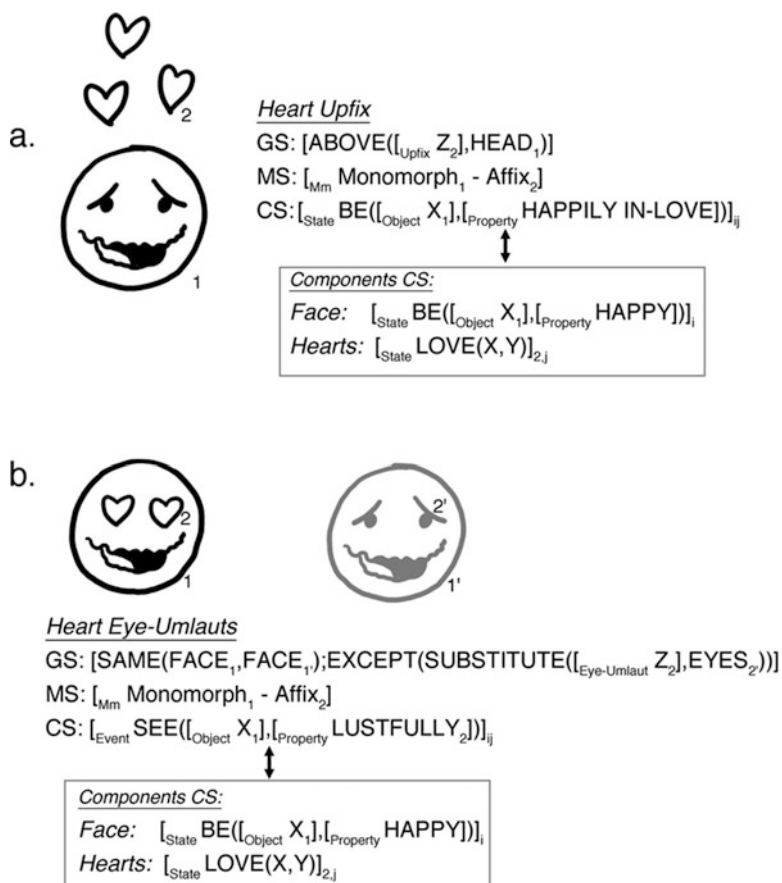 a.
2
1
Heart Upfix
GS: [ABOVE([Upfix Z2],HEAD1)]
MS: [Mm Monomorph1 - Affix2]
CS: [State BE([Object X1],[Property HAPPILY IN-LOVE])]ij
Components CS:
Face: [State BE([Object X1],[Property HAPPY])]i
Hearts: [State LOVE(X,Y)]2,j
b.
2
1
2'
1'
Heart Eye-Umlauts
GS: [SAME(FACE1,FACE1');EXCEPT(SUBSTITUTE([Eye-Umlaut Z2],EYES2'))]
MS: [Mm Monomorph1 - Affix2]
CS: [Event SEE([Object X1],[Property LUSTFULLY2])]ij
Components CS:
Face: [State BE([Object X1],[Property HAPPY])]i
Hearts: [State LOVE(X,Y)]2,j